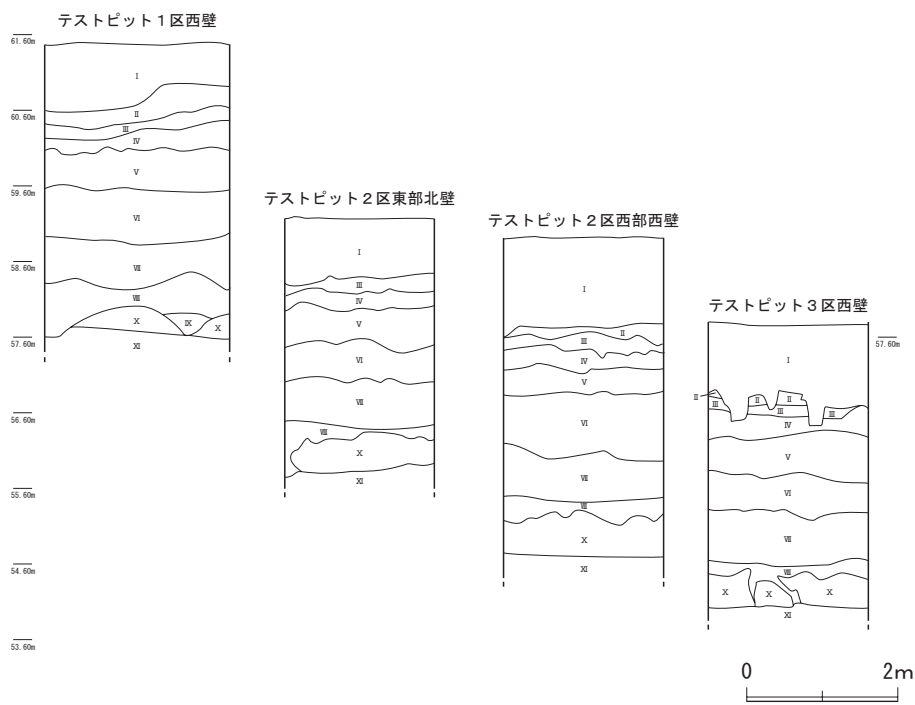 テストピット１区西壁
61.60m
60.60m
59.60m
58.60m
57.60m
56.60m
55.60m
54.60m
53.60m
Ⅰ
Ⅱ
Ⅲ
Ⅳ
Ⅴ
Ⅵ
Ⅶ
Ⅷ
Ⅹ Ⅸ Ⅹ
Ⅺ
テストピット２区東部北壁
Ⅰ
Ⅲ
Ⅳ
Ⅴ
Ⅵ
Ⅶ
Ⅷ
Ⅹ
Ⅺ
テストピット２区西部西壁
Ⅰ
Ⅱ
Ⅲ
Ⅳ
Ⅴ
Ⅵ
Ⅶ
Ⅷ
Ⅹ
Ⅺ
テストピット３区西壁
57.60m
Ⅰ
Ⅱ Ⅱ Ⅱ
Ⅲ Ⅲ Ⅲ
Ⅳ
Ⅴ
Ⅵ
Ⅶ
Ⅷ
Ⅹ Ⅹ Ⅹ
Ⅺ
0 2m